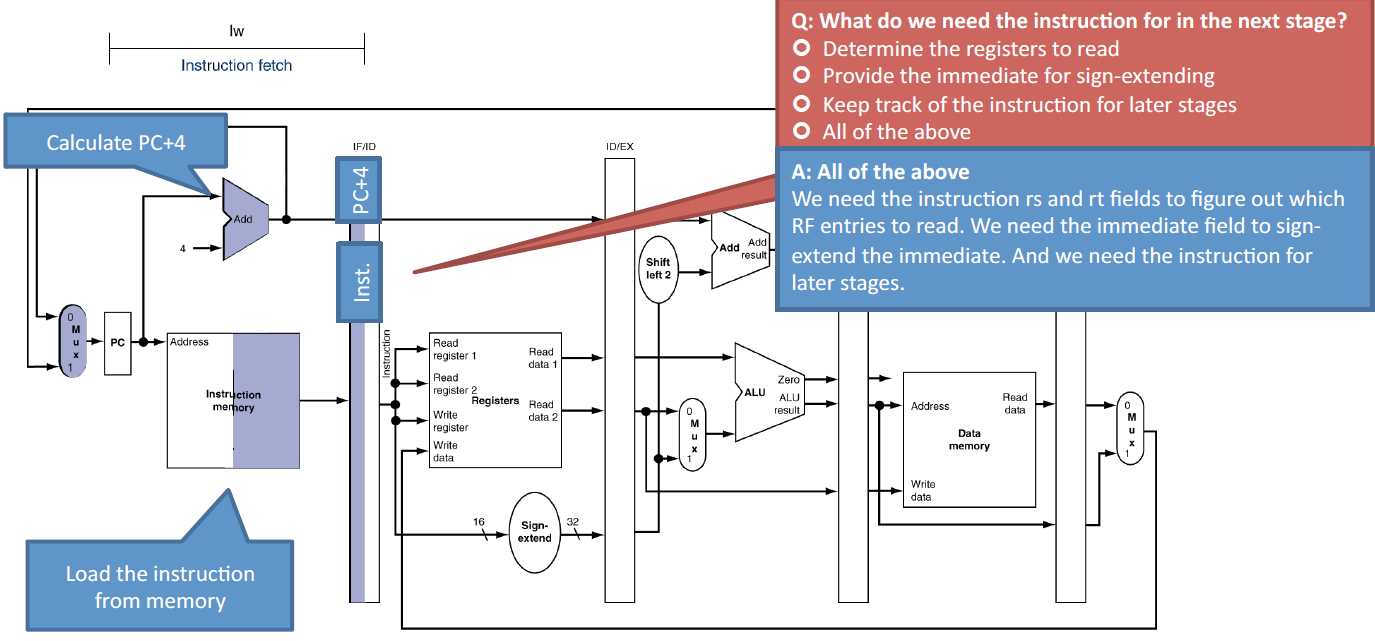 lw
Instruction fetch
Q: What do we need the instruction for in the next stage?
Determine the registers to read
Provide the immediate for sign-extending
Keep track of the instruction for later stages
All of the above
A: All of the above
We need the instruction rs and rt fields to figure out which
RF entries to read. We need the immediate field to sign-
extend the immediate. And we need the instruction for
later stages.
Calculate PC+4
IF/ID
ID/EX
PC+4
Inst.
Add
4
Add
Add
result
Shift
left 2
0
M
u
x
1
PC
Address
Instruction
memory
Instruction
Read
register 1
Read
register 2
Write
register
Write
data
Registers
Read
data 1
Read
data 2
0
M
u
x
1
ALU
Zero
ALU
result
Address
Write
data
Data
memory
Read
data
0
M
u
x
1
16
Sign-
extend
32
Load the instruction
from memory